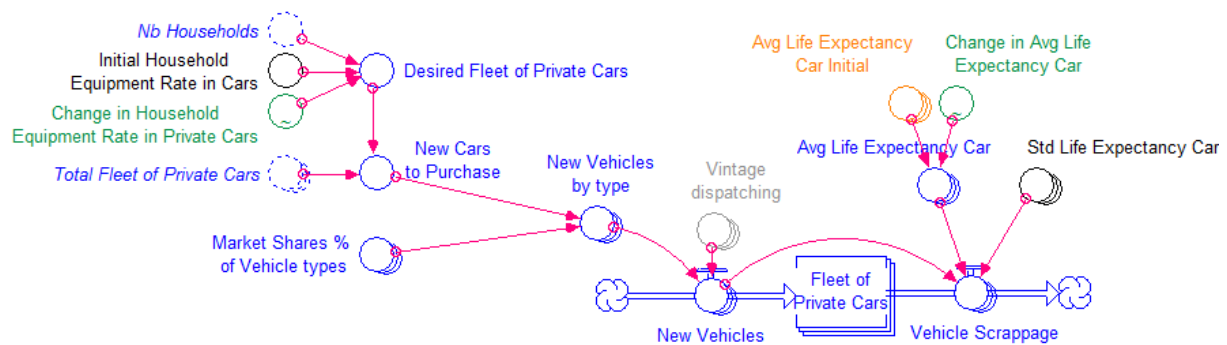 Nb Households
Initial Household
Equipment Rate in Cars
Change in Household
Equipment Rate in Private Cars
Total Fleet of Private Cars
Desired Fleet of Private Cars
New Cars
to Purchase
Market Shares %
of Vehicle types
New Vehicles
by type
Vintage
dispatching
New Vehicles
Fleet of
Private Cars
Avg Life Expectancy
Car Initial
Change in Avg Life
Expectancy Car
Avg Life Expectancy Car
Std Life Expectancy Car
Vehicle Scrappage